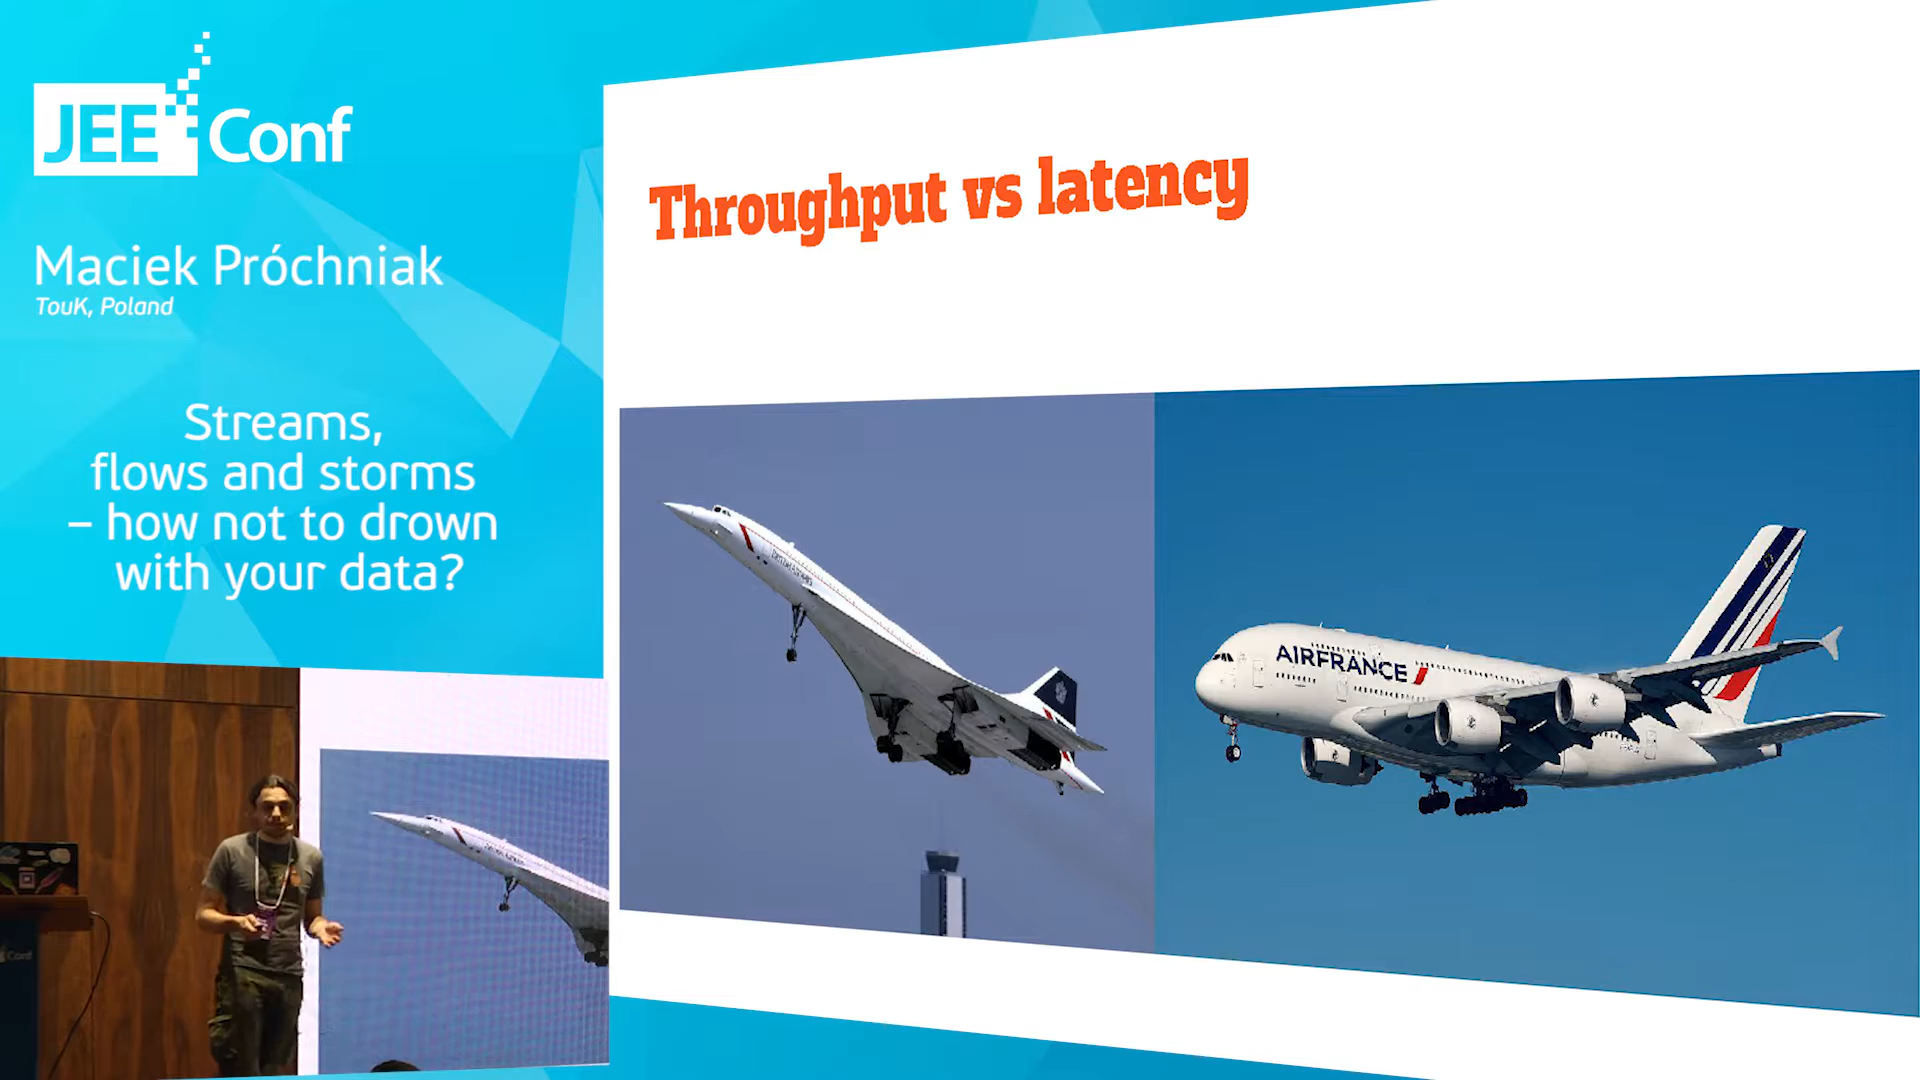 JEE Conf
Maciek Próchniak
TouK, Poland
Streams,
flows and storms
– how not to drown
with your data?
Throughput vs latency
AIRFRANCE
Conf